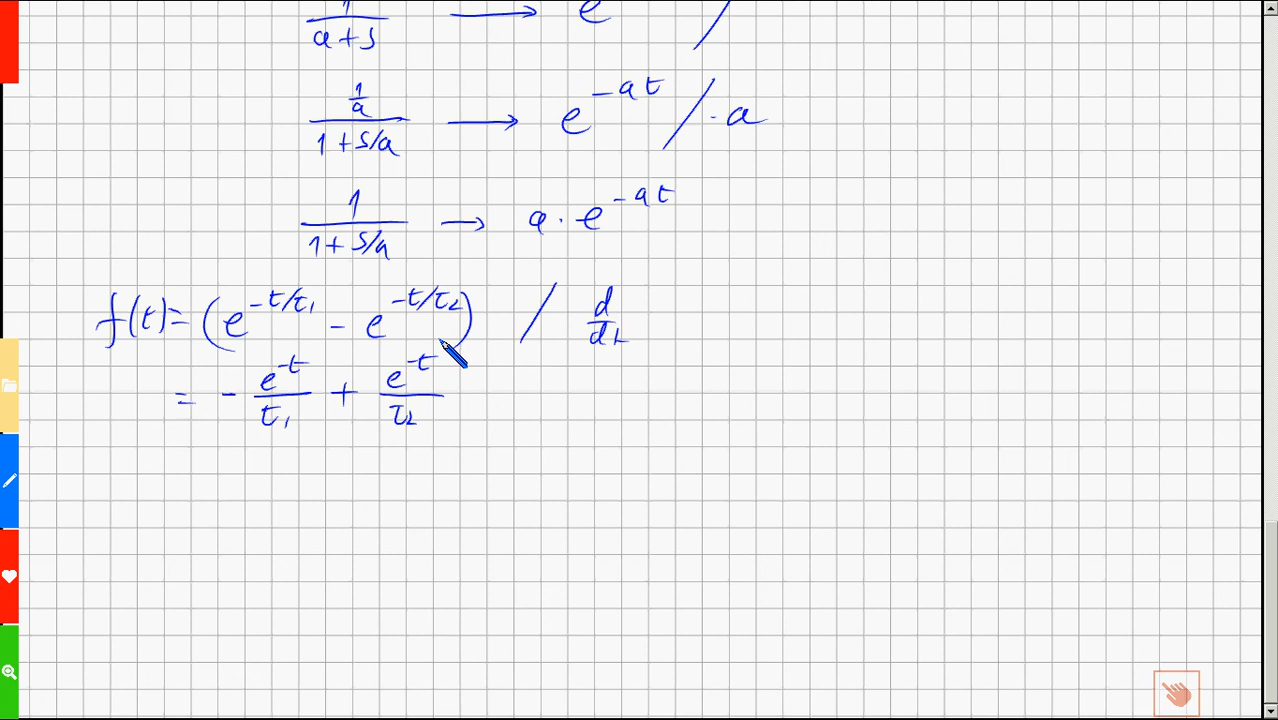 1/(a+s) → e /
(1/a)/(1+s/a) → e^(-at) / · a
1/(1+s/a) → a · e^(-at)
f(t) = (e^(-t/τ1) - e^(-t/τ2)) / d/dt
= - e^(-t)/τ1 + e^(-t)/τ2